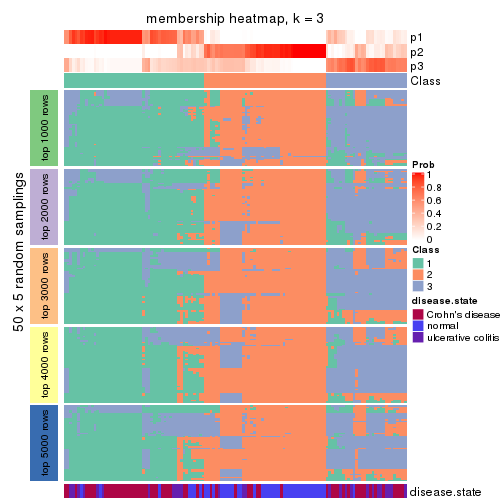 membership heatmap, k = 3
p1
p2
p3
Class
50 x 5 random samplings
top 1000 rows
top 2000 rows
top 3000 rows
top 4000 rows
top 5000 rows
Prob
1
0.8
0.6
0.4
0.2
0
Class
1
2
3
disease.state
Crohn's disease
normal
ulcerative colitis
disease.state